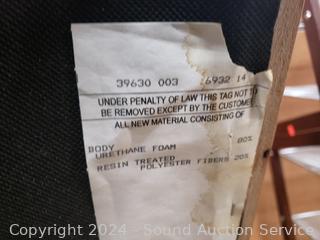 39630 003 6932 14
UNDER PENALTY OF LAW THIS TAG NOT TO
BE REMOVED EXCEPT BY THE CUSTOMER
ALL NEW MATERIAL CONSISTING OF
BODY 80%
URETHANE FOAM
RESIN TREATED
POLYESTER FIBERS 20%
Copyright © 2024 - Sound Auction Service